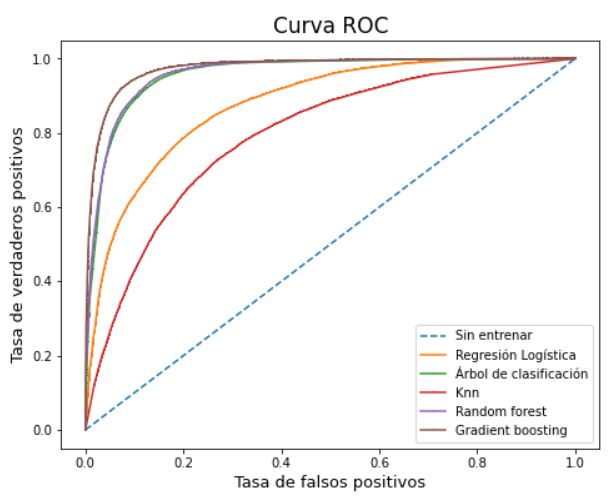 Curva ROC
1.0
0.8
0.6
0.4
0.2
0.0
Tasa de verdaderos positivos
Sin entrenar
Regresión Logística
Árbol de clasificación
Knn
Random forest
Gradient boosting
0.0 0.2 0.4 0.6 0.8 1.0
Tasa de falsos positivos